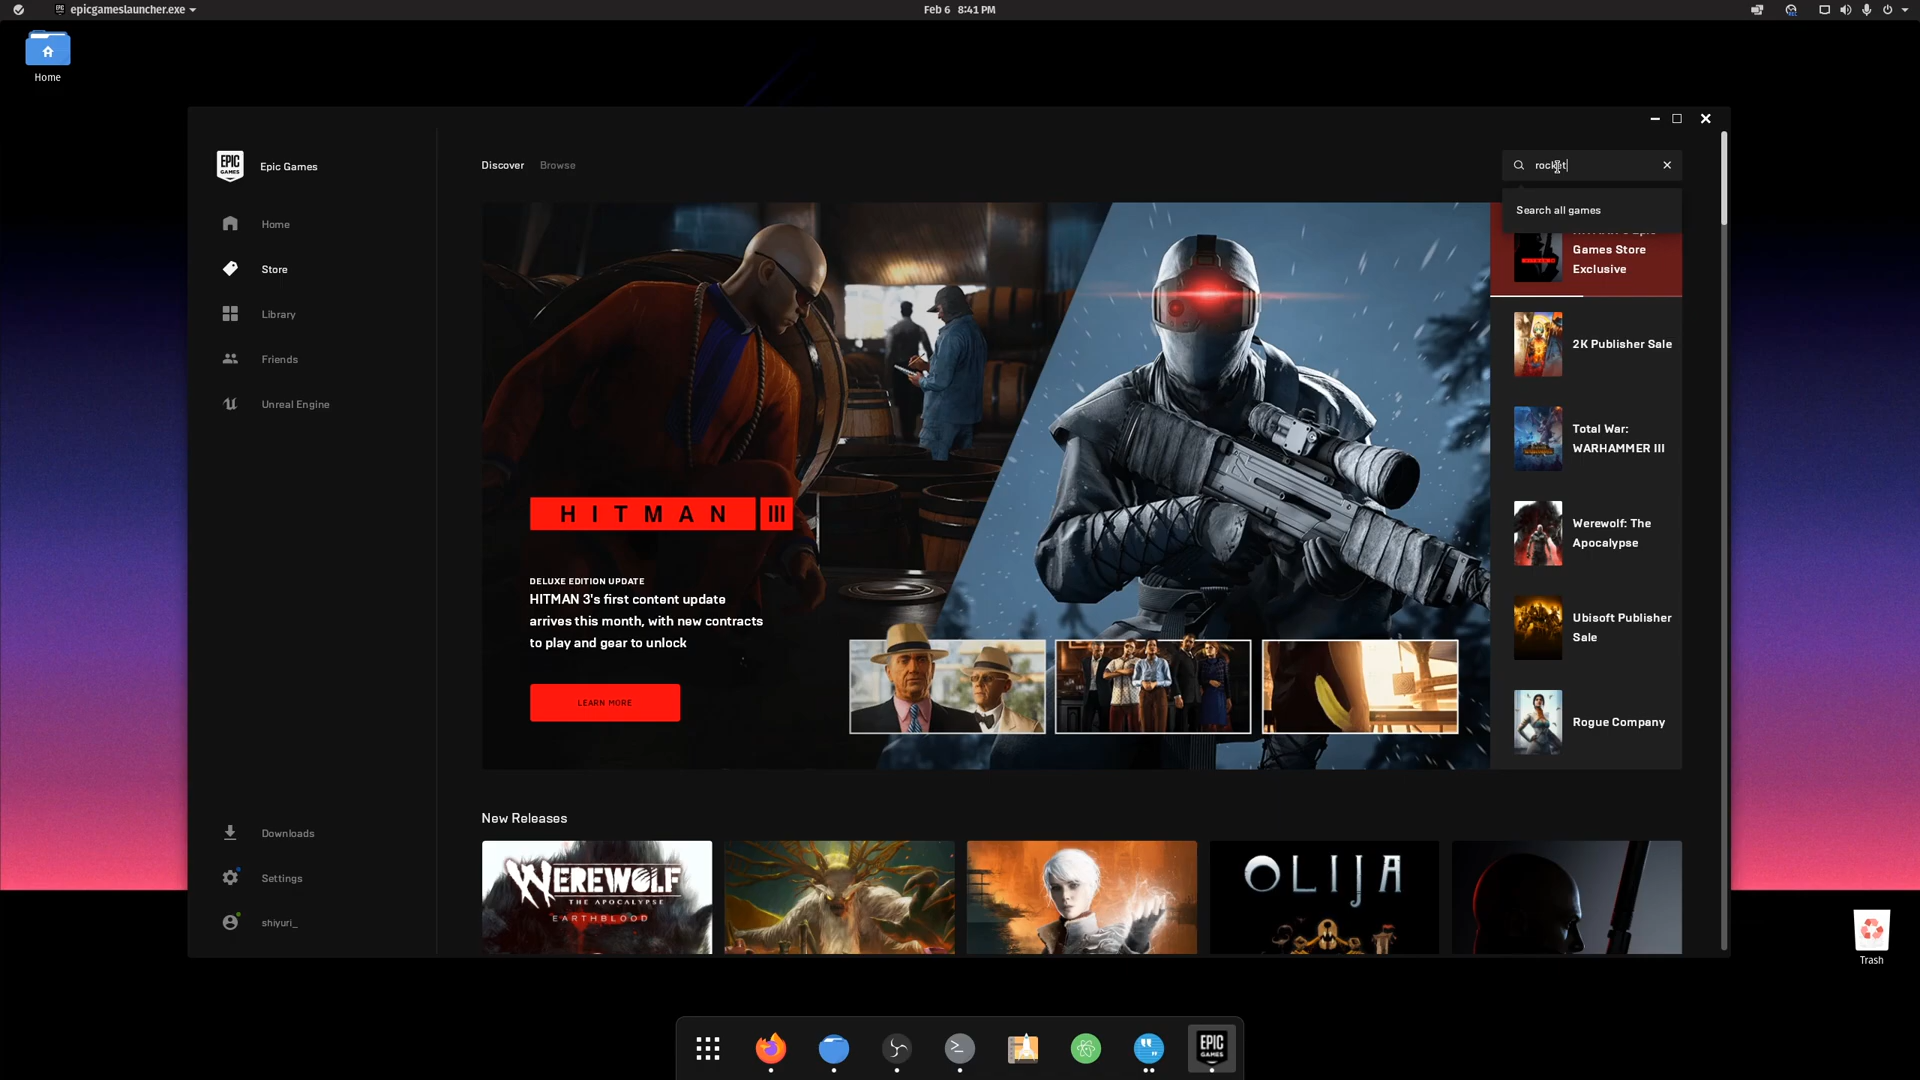 epicgameslauncher.exe
Feb 6 8:41 PM
Home
EPIC GAMES
Epic Games
Home
Store
Library
Friends
Unreal Engine
Downloads
Settings
shiyuri_
Discover
Browse
rocket
Search all games
Games Store
Exclusive
2K Publisher Sale
Total War:
WARHAMMER III
Werewolf: The
Apocalypse
Ubisoft Publisher
Sale
Rogue Company
HITMAN III
DELUXE EDITION UPDATE
HITMAN 3's first content update
arrives this month, with new contracts
to play and gear to unlock
LEARN MORE
New Releases
WEREWOLF
THE APOCALYPSE
EARTHBLOOD
OLIJA
Trash
EPIC GAMES